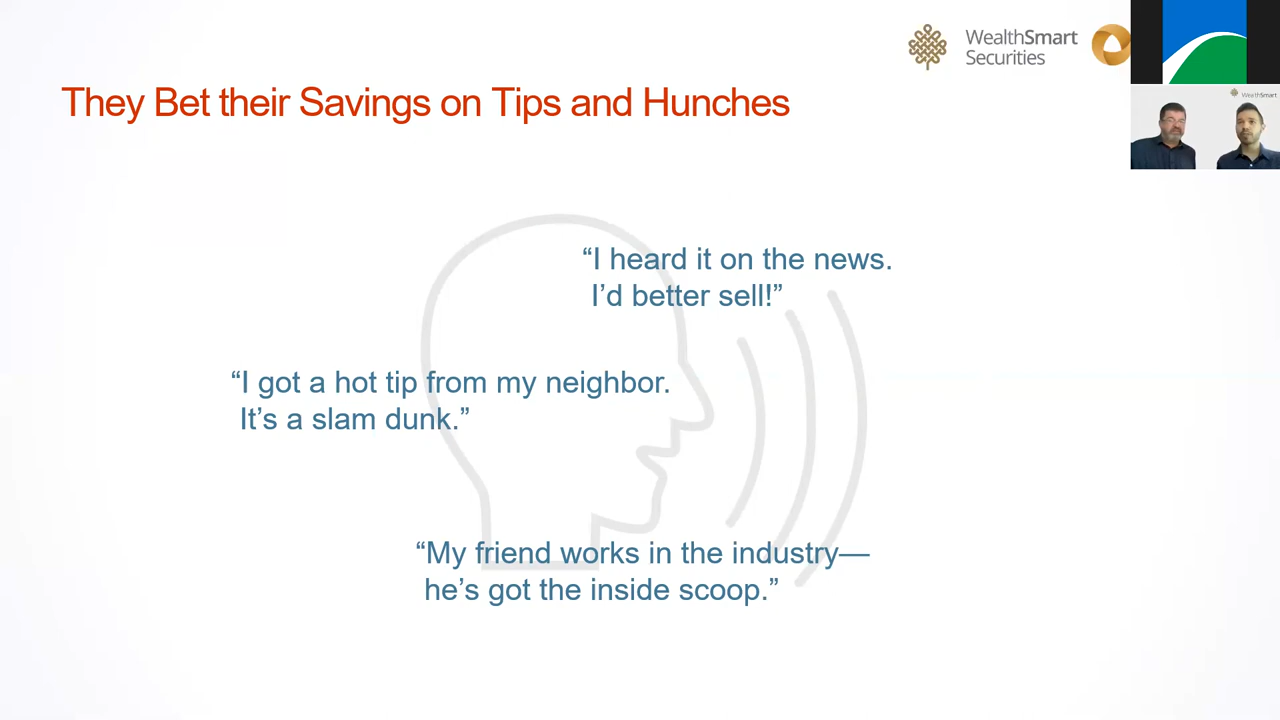 WealthSmart
Securities
WealthSmart
They Bet their Savings on Tips and Hunches
“I heard it on the news.
I’d better sell!”
“I got a hot tip from my neighbor.
It’s a slam dunk.”
“My friend works in the industry—
he’s got the inside scoop.”